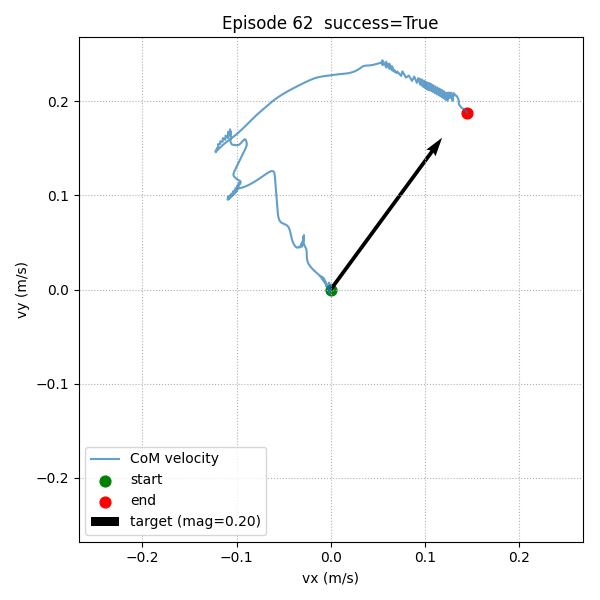 Episode 62  success=True
vy (m/s)
0.2
0.1
0.0
−0.1
−0.2
CoM velocity
start
end
target (mag=0.20)
−0.2
−0.1
0.0
0.1
0.2
vx (m/s)